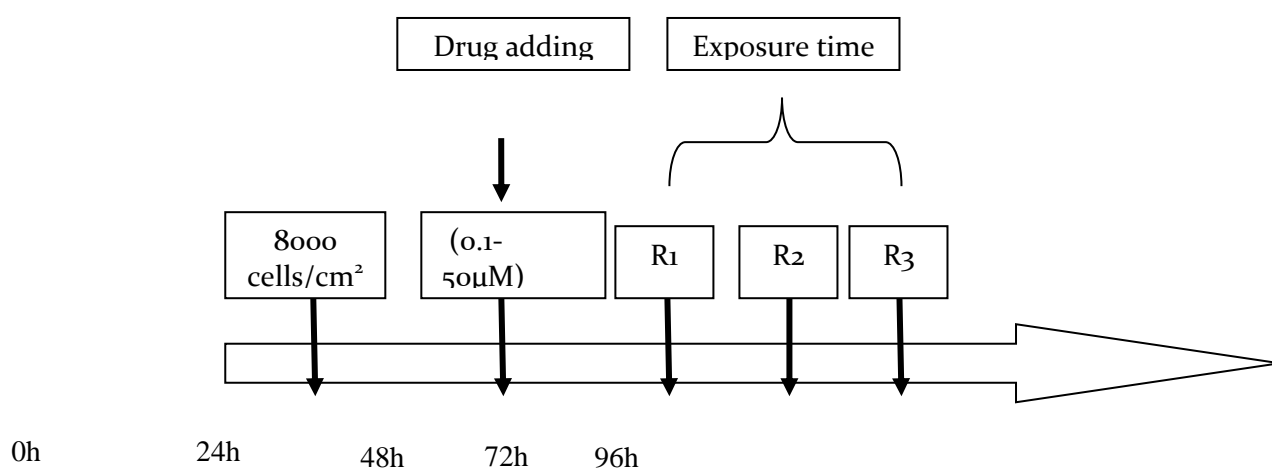 Drug adding
Exposure time
8000
cells/cm²
(0.1-
50µM)
R1
R2
R3
0h
24h
48h
72h
96h